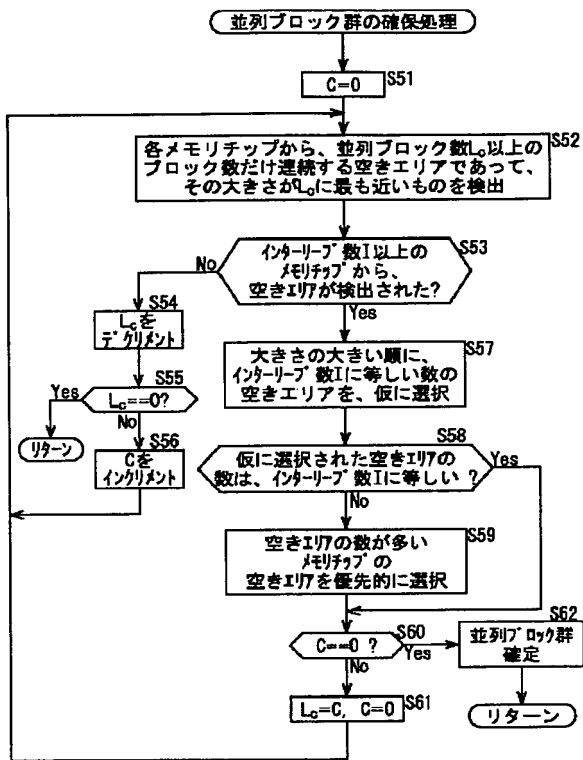 並列ブロック群の確保処理
C=0
S51
各メモリチップから、並列ブロック数Lc以上の
ブロック数だけ連続する空きエリアであって、
その大きさがLcに最も近いものを検出
S52
インターリーブ数I以上の
メモリチップから、
空きエリアが検出された?
S53
No
Yes
S54
Lcを
デクリメント
S55
Lc==0?
Yes
No
リターン
S56
Cを
インクリメント
S57
大きさの大きい順に、
インターリーブ数Iに等しい数の
空きエリアを、仮に選択
S58
仮に選択された空きエリアの
数は、インターリーブ数Iに等しい?
Yes
No
S59
空きエリアの数が多い
メモリチップの
空きエリアを優先的に選択
S60
C==0 ?
Yes
No
S62
並列ブロック群
確定
リターン
Lc=C, C=0
S61